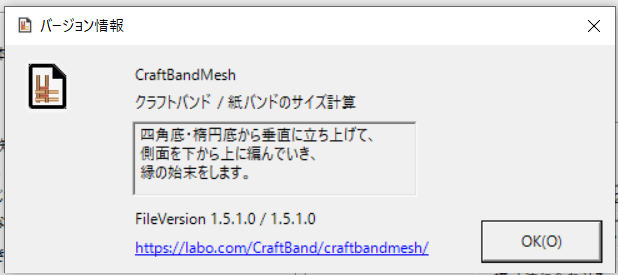 バージョン情報
CraftBandMesh
クラフトバンド / 紙バンドのサイズ計算
四角底・楕円底から垂直に立ち上げて、
側面を下から上に編んでいき、
縁の始末をします。
FileVersion 1.5.1.0 / 1.5.1.0
https://labo.com/CraftBand/craftbandmesh/
OK(O)